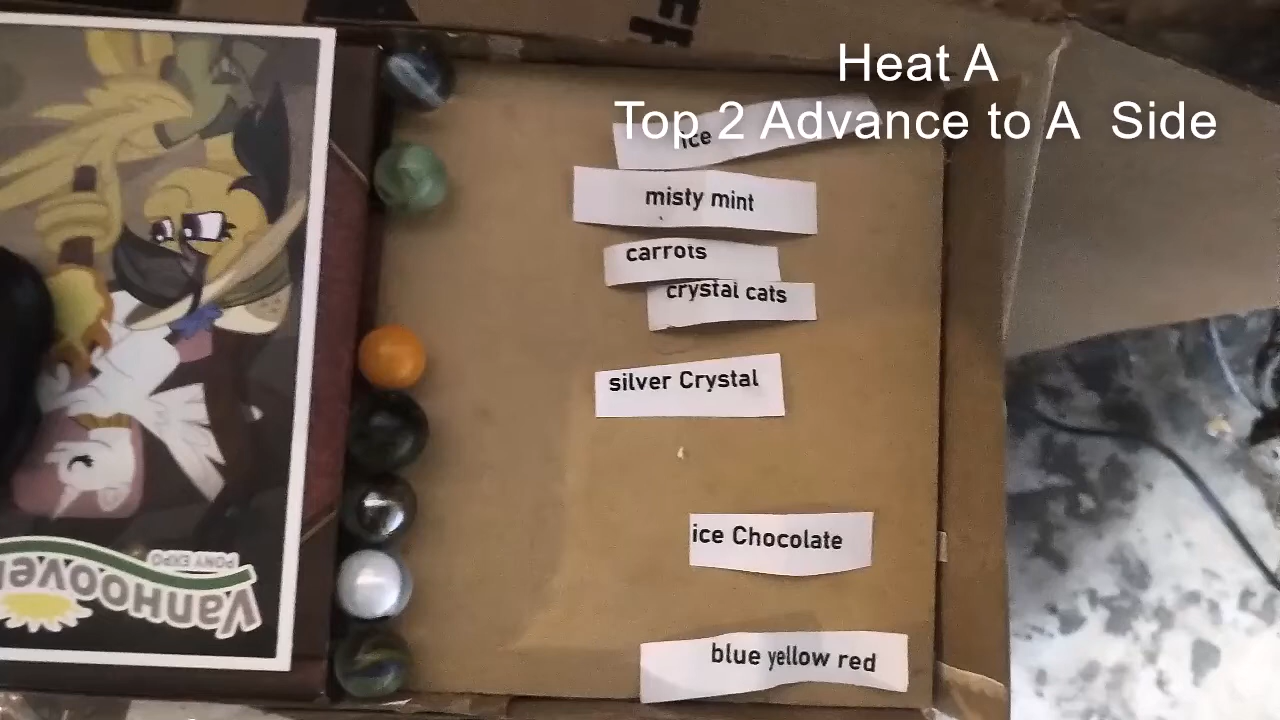 Heat A
Top 2 Advance to A Side
ice
misty mint
carrots
crystal cats
silver Crystal
ice Chocolate
blue yellow red
PONY EXPO